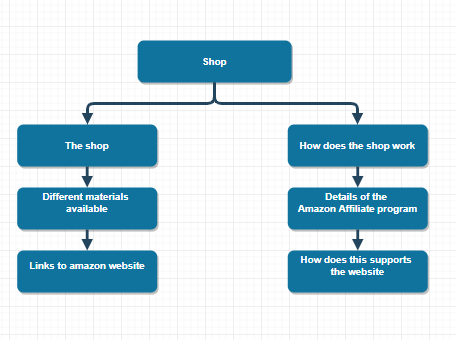 Shop
The shop
How does the shop work
Different materials
available
Details of the
Amazon Affiliate program
Links to amazon website
How does this supports
the website